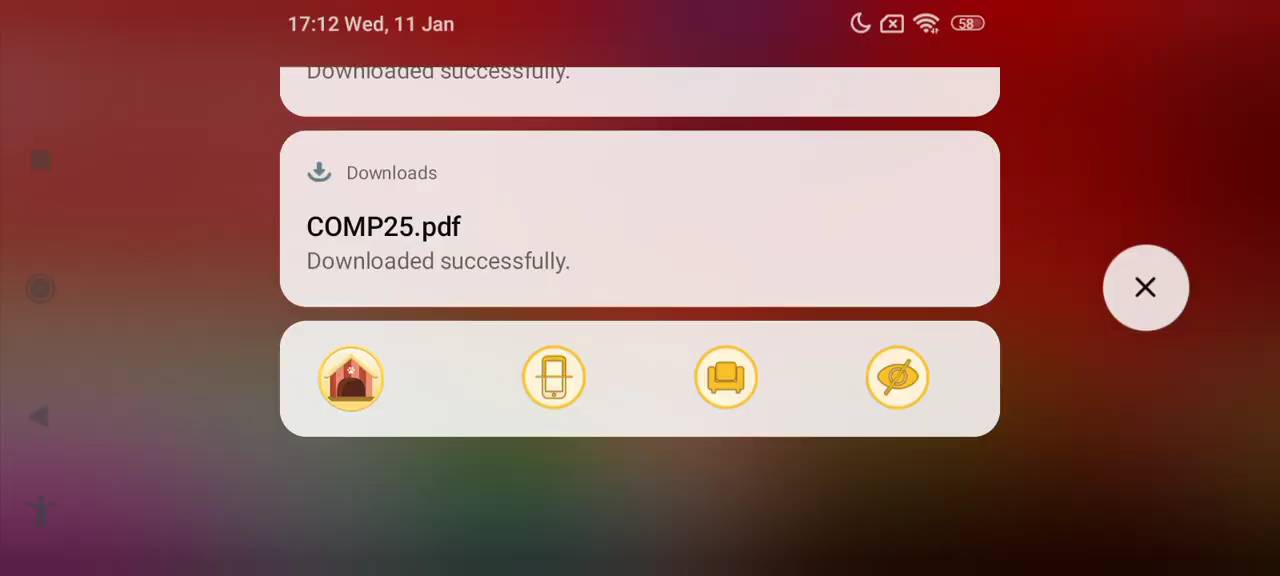 17:12 Wed, 11 Jan
58
Downloaded successfully.
Downloads
COMP25.pdf
Downloaded successfully.